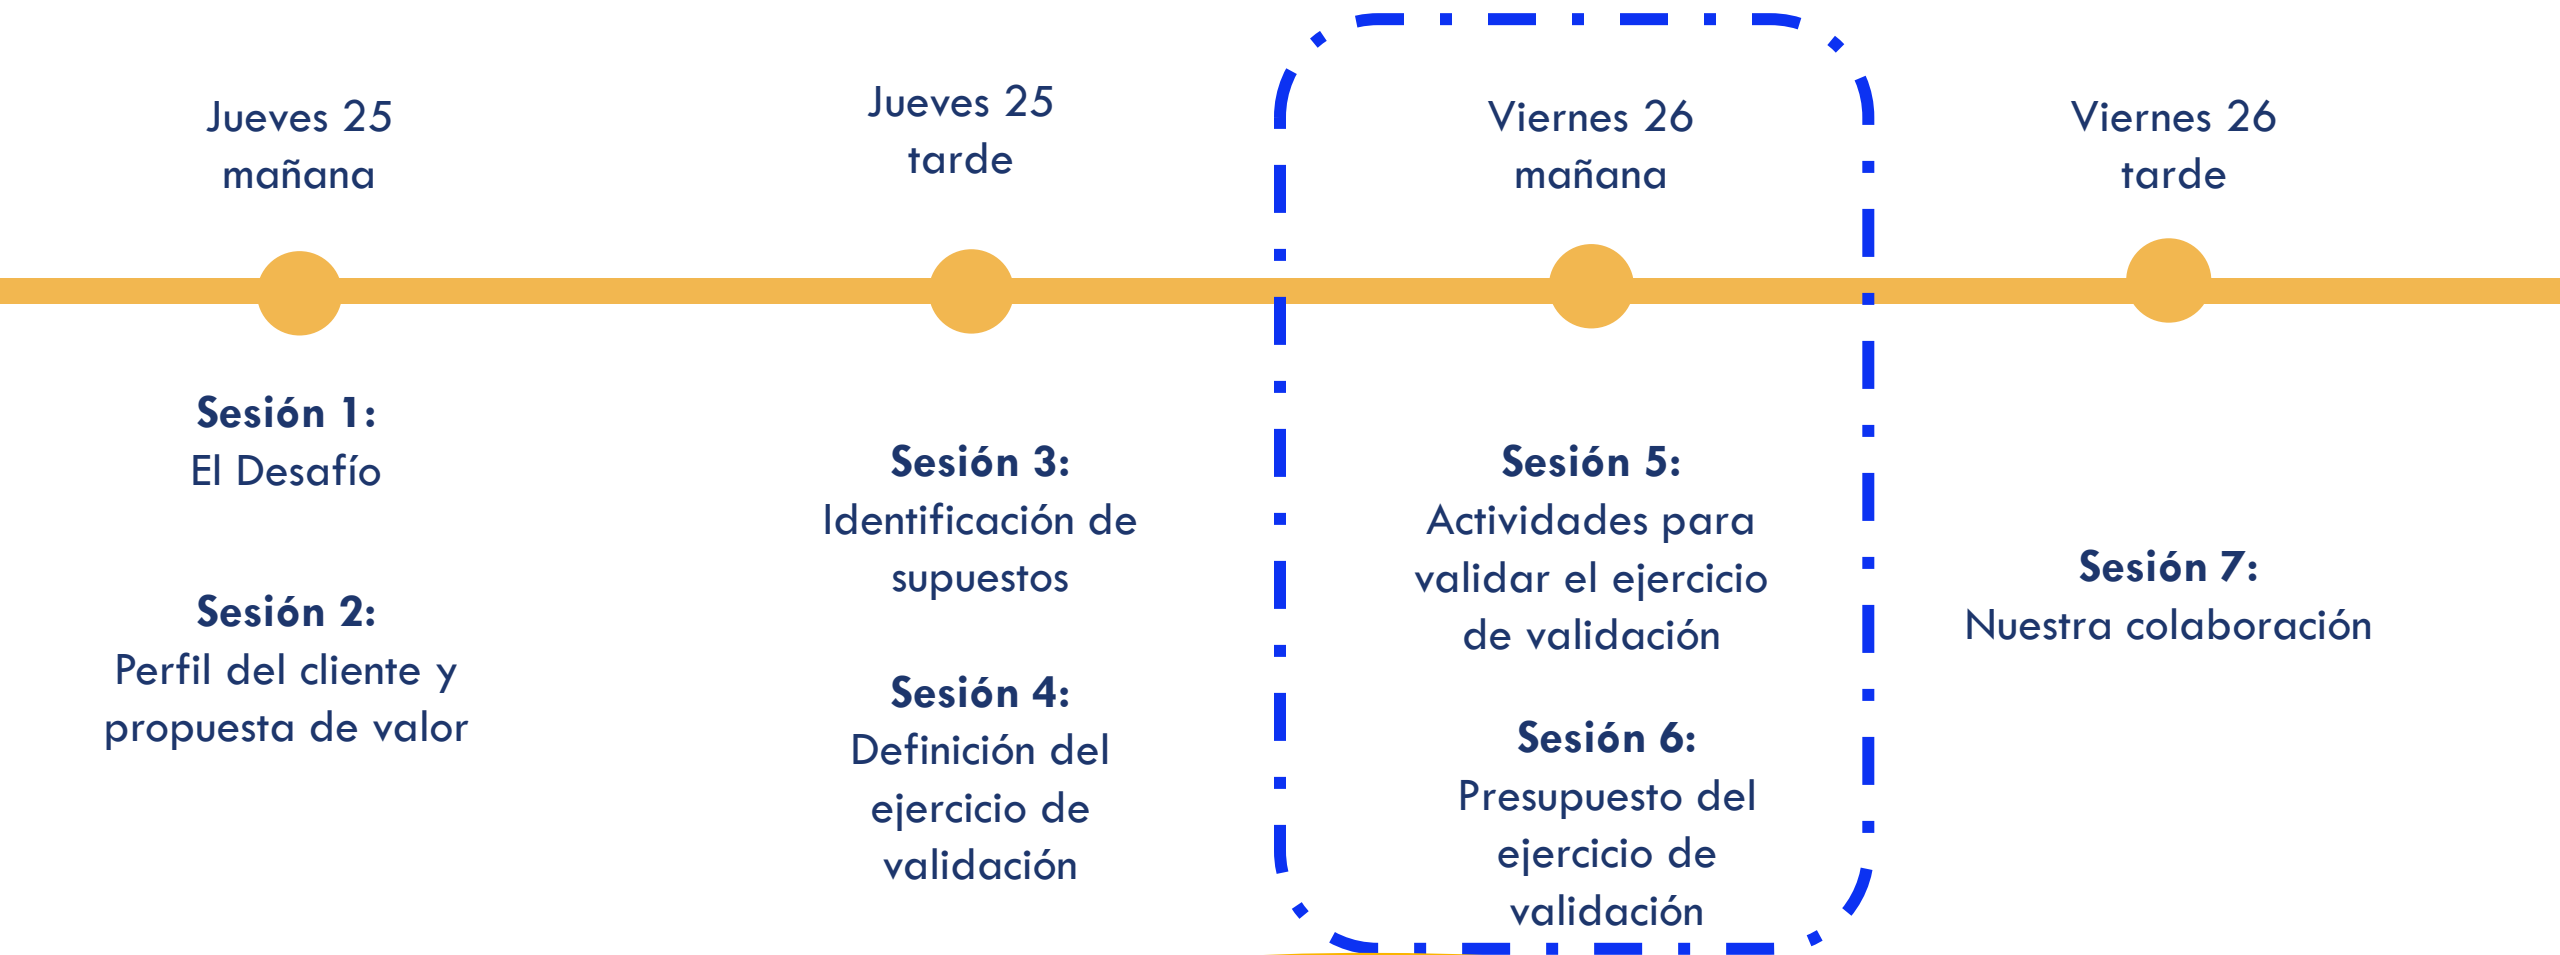 Jueves 25
mañana
Sesión 1:
El Desafío
Sesión 2:
Perfil del cliente y
propuesta de valor
Jueves 25
tarde
Sesión 3:
Identificación de
supuestos
Sesión 4:
Definición del
ejercicio de
validación
Viernes 26
mañana
Sesión 5:
Actividades para
validar el ejercicio
de validación
Sesión 6:
Presupuesto del
ejercicio de
validación
Viernes 26
tarde
Sesión 7:
Nuestra colaboración